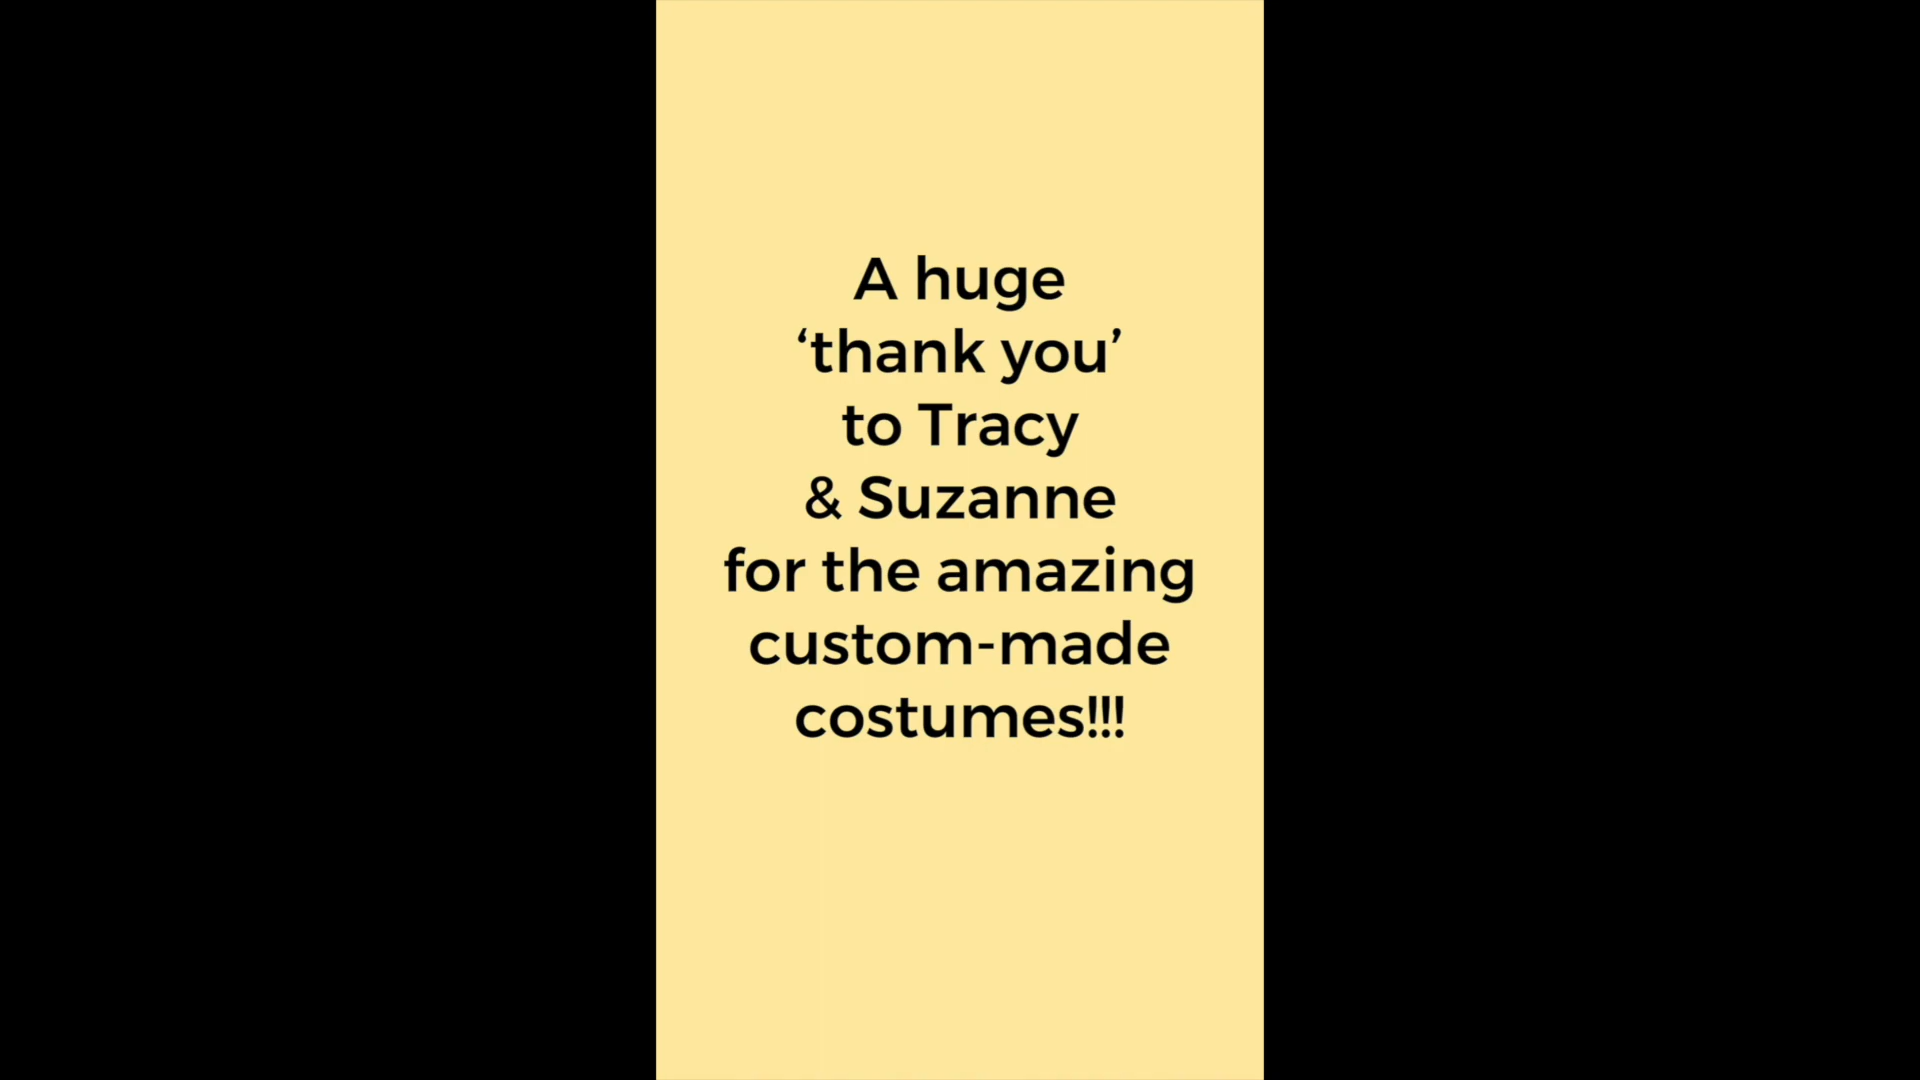 A huge
‘thank you’
to Tracy
& Suzanne
for the amazing
custom-made
costumes!!!